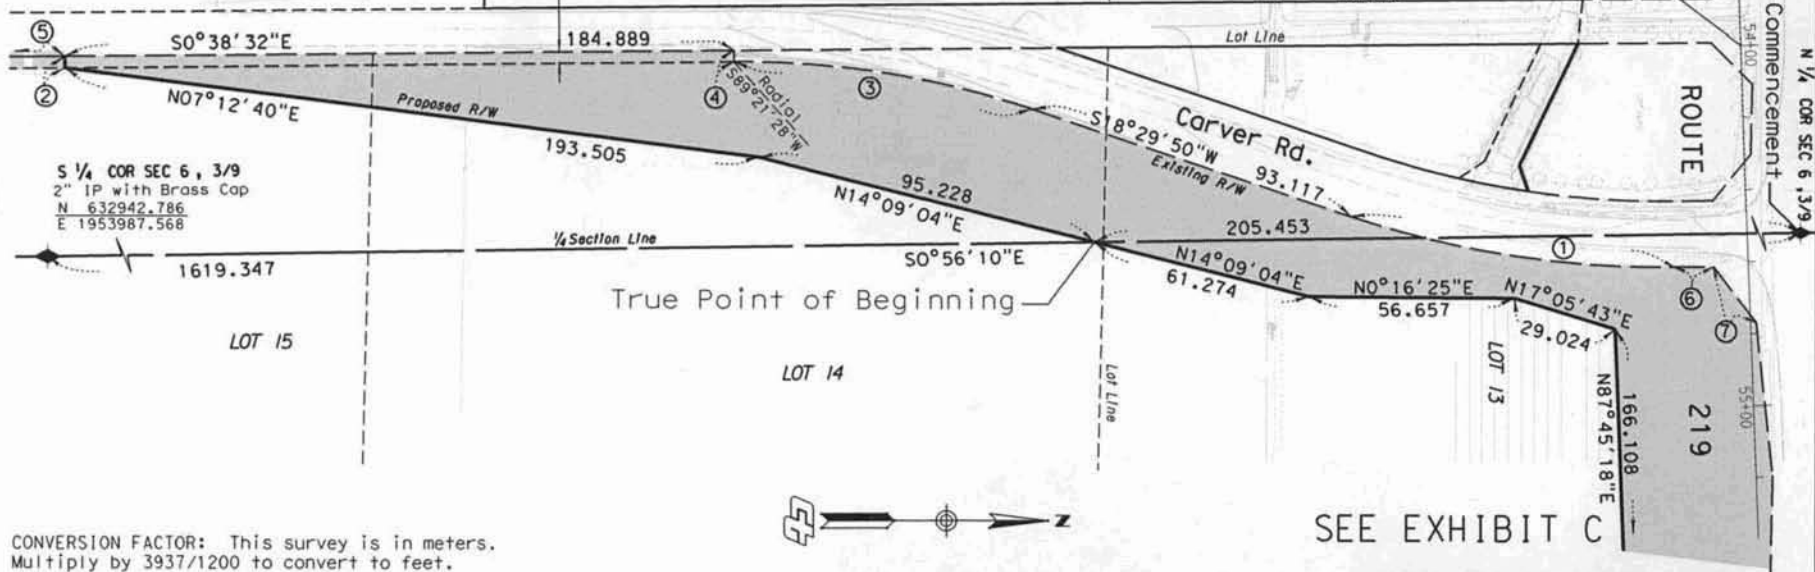 ⑤
S0°38'32"E
184.889
②
N07°12'40"E
Proposed R/W
193.505
④
Radial
S89°21'28"W
③
Lot Line
S18°29'50"W
Existing R/W
93.117
Carver Rd.
ROUTE
54+00
Commencement
N ¼ COR SEC 6 ,3/9
S ¼ COR SEC 6 , 3/9
2" IP with Brass Cap
N 632942.786
E 1953987.568
95.228
N14°09'04"E
205.453
①
¼ Section Line
S0°56'10"E
1619.347
True Point of Beginning
N14°09'04"E
61.274
N0°16'25"E
56.657
N17°05'43"E
29.024
⑥
⑦
LOT 15
LOT 14
Lot Line
LOT 13
N87°45'18"E
166.108
219
55+00
Z
SEE EXHIBIT C
CONVERSION FACTOR: This survey is in meters.
Multiply by 3937/1200 to convert to feet.